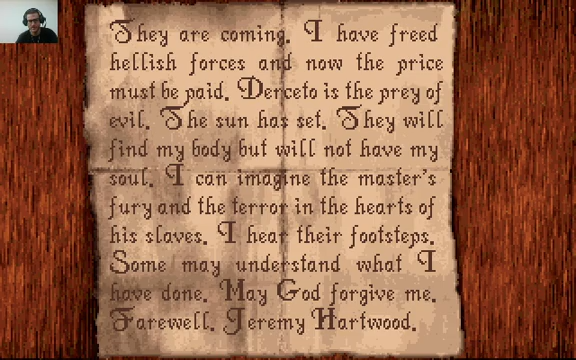 They are coming. I have freed
hellish forces and now the price
must be paid. Derceto is the prey of
evil. The sun has set. They will
find my body but will not have my
soul. I can imagine the master's
fury and the terror in the hearts of
his slaves. I hear their footsteps.
Some may understand what I
have done. May God forgive me.
Farewell. Jeremy Hartwood.